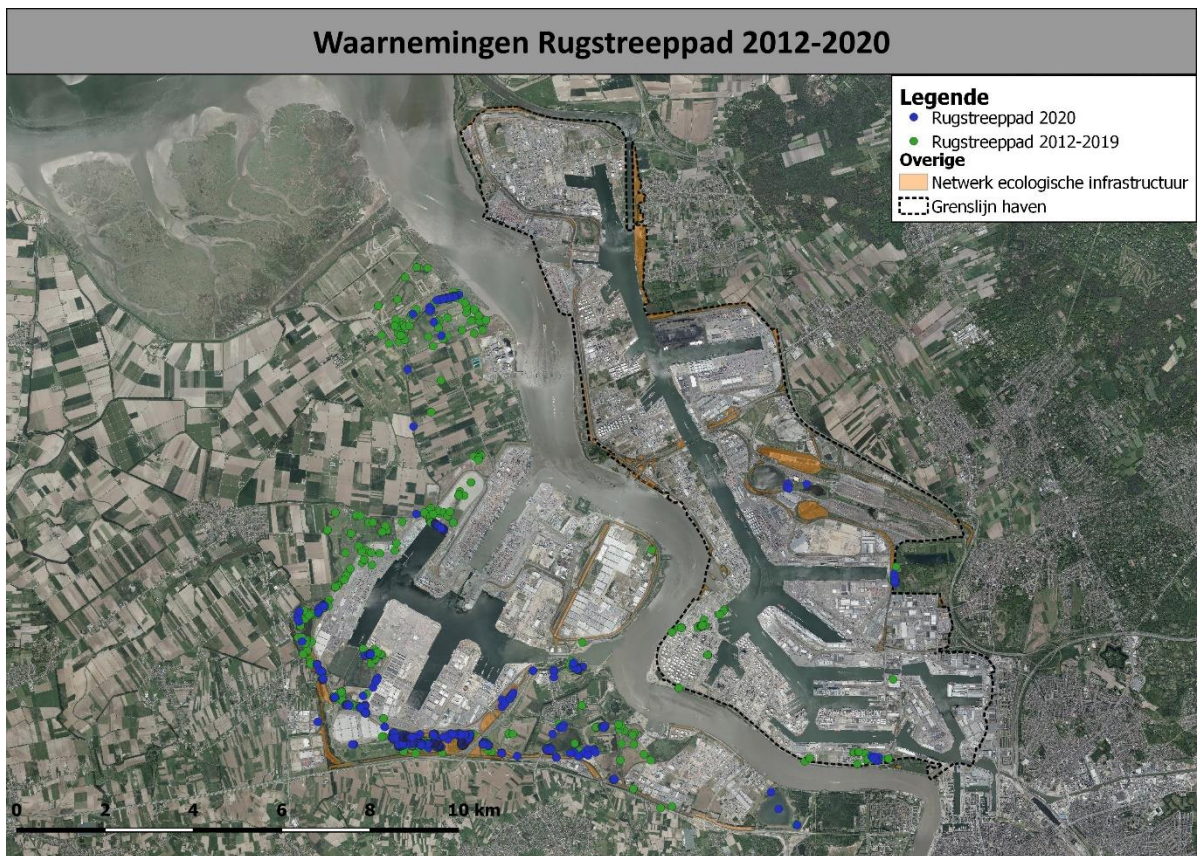 Waarnemingen Rugstreeppad 2012-2020
Legende
Rugstreeppad 2020
Rugstreeppad 2012-2019
Overige
Netwerk ecologische infrastructuur
Grenslijn haven
0 2 4 6 8 10 km